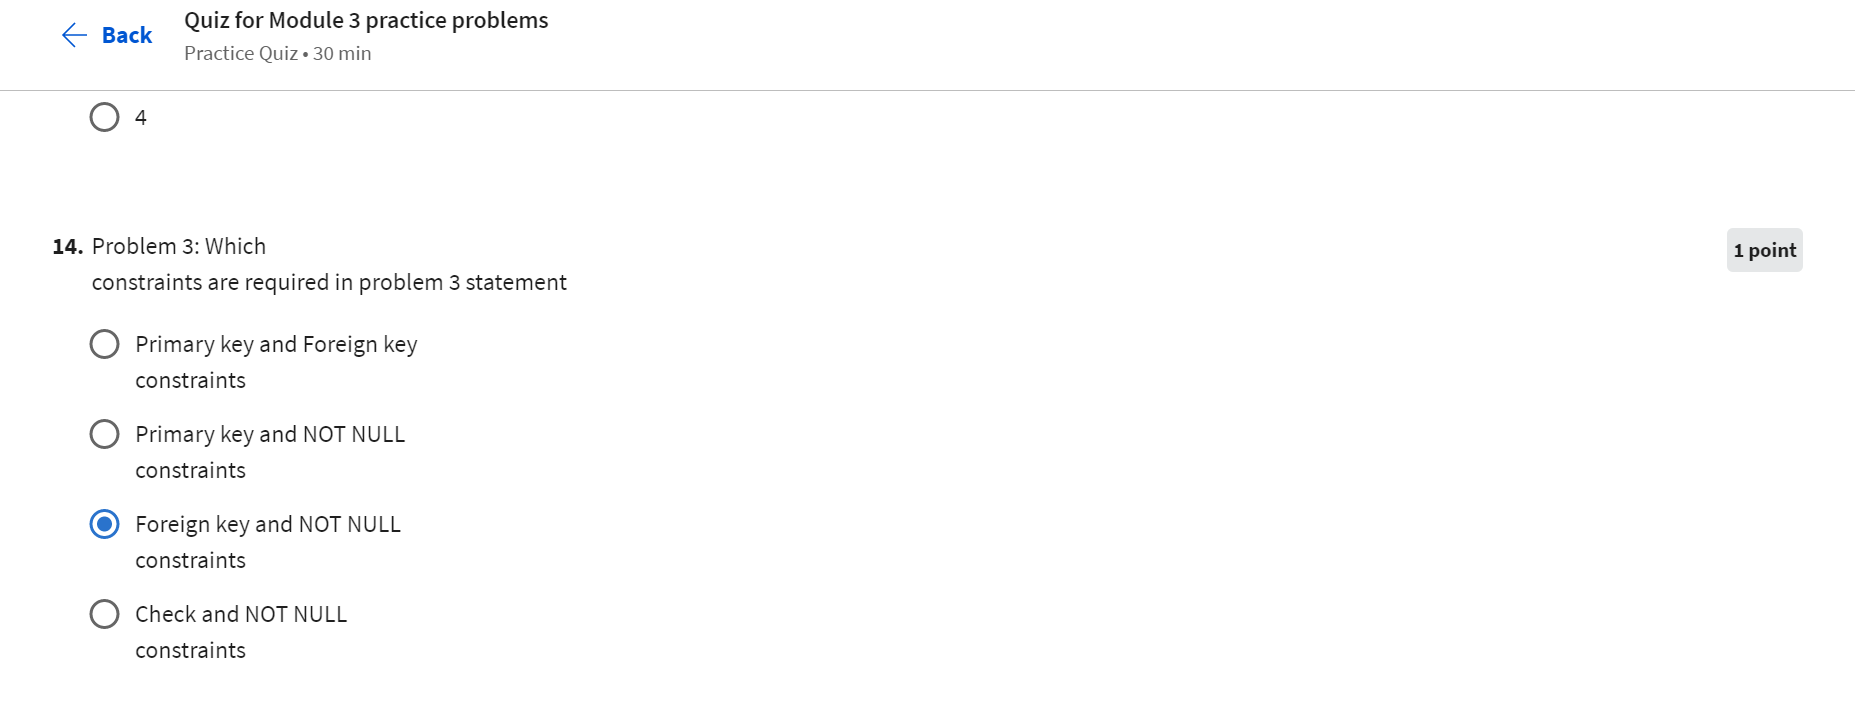 Back
Quiz for Module 3 practice problems
Practice Quiz • 30 min
4
14. Problem 3: Which
constraints are required in problem 3 statement
1 point
Primary key and Foreign key
constraints
Primary key and NOT NULL
constraints
Foreign key and NOT NULL
constraints
Check and NOT NULL
constraints